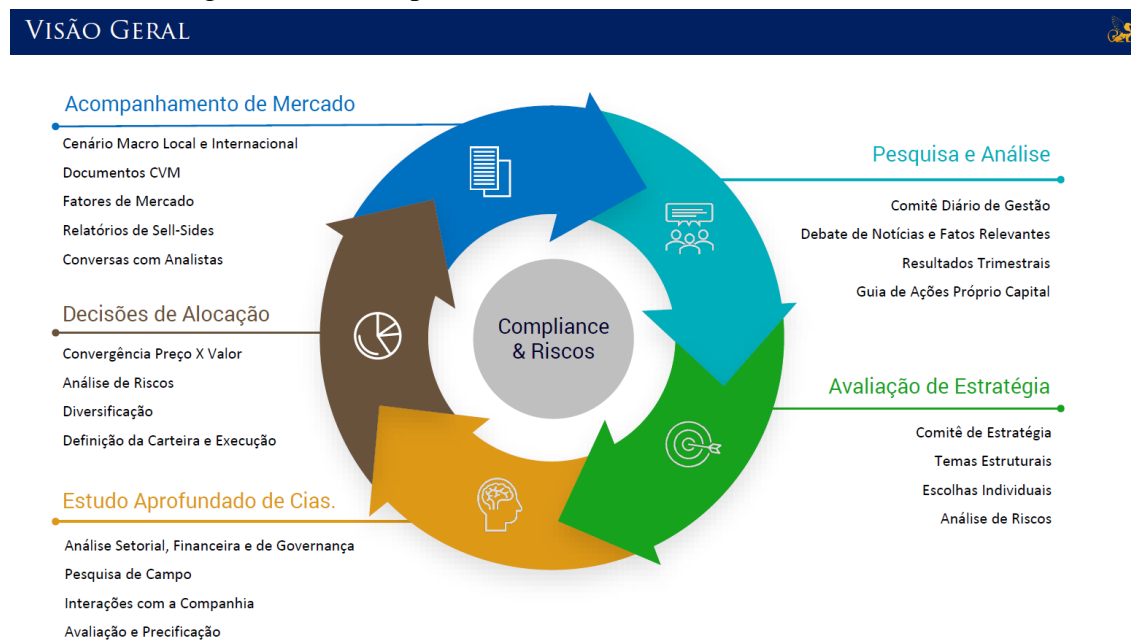 VISÃO GERAL
Acompanhamento de Mercado
Cenário Macro Local e Internacional
Documentos CVM
Fatores de Mercado
Relatórios de Sell-Sides
Conversas com Analistas
Pesquisa e Análise
Comitê Diário de Gestão
Debate de Notícias e Fatos Relevantes
Resultados Trimestrais
Guia de Ações Próprio Capital
Compliance
& Riscos
Decisões de Alocação
Convergência Preço X Valor
Análise de Riscos
Diversificação
Definição da Carteira e Execução
Avaliação de Estratégia
Comitê de Estratégia
Temas Estruturais
Escolhas Individuais
Análise de Riscos
Estudo Aprofundado de Cias.
Análise Setorial, Financeira e de Governança
Pesquisa de Campo
Interações com a Companhia
Avaliação e Precificação